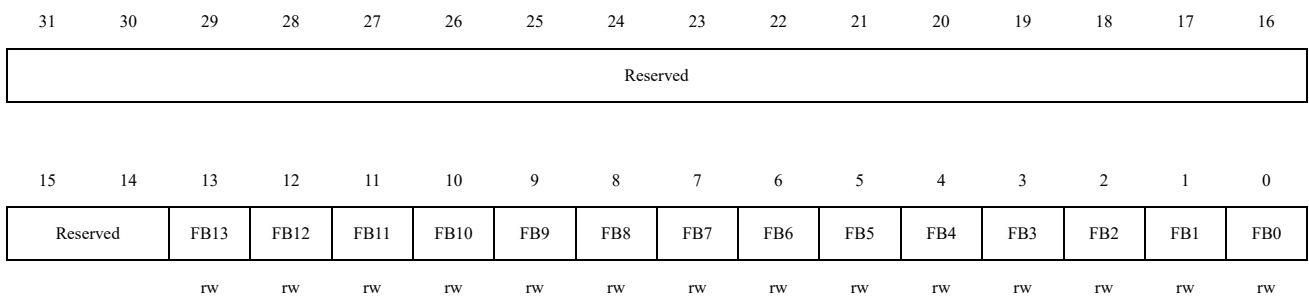 31 30 29 28 27 26 25 24 23 22 21 20 19 18 17 16
Reserved
15 14 13 12 11 10 9 8 7 6 5 4 3 2 1 0
Reserved FB13 FB12 FB11 FB10 FB9 FB8 FB7 FB6 FB5 FB4 FB3 FB2 FB1 FB0
rw rw rw rw rw rw rw rw rw rw rw rw rw rw